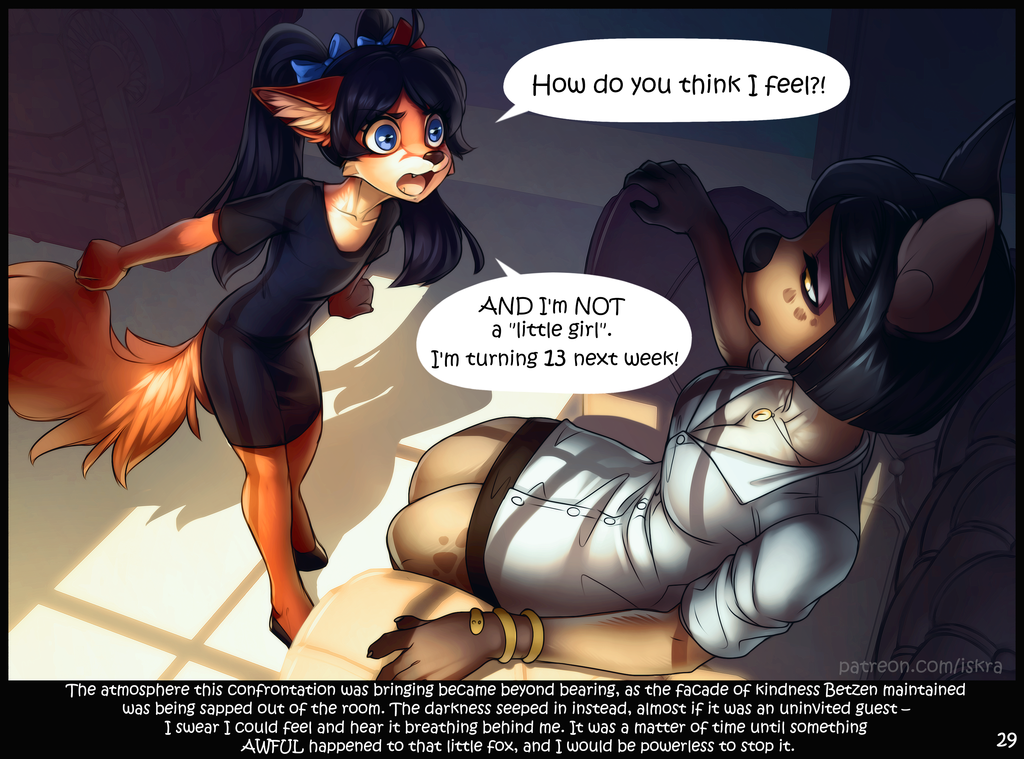 How do you think I feel?!
AND I'm NOT
a "little girl".
I'm turning 13 next week!
patreon.com/iskra
The atmosphere this confrontation was bringing became beyond bearing, as the facade of kindness Betzen maintained
was being sapped out of the room. The darkness seeped in instead, almost if it was an uninvited guest –
I swear I could feel and hear it breathing behind me. It was a matter of time until something
AWFUL happened to that little fox, and I would be powerless to stop it.
29